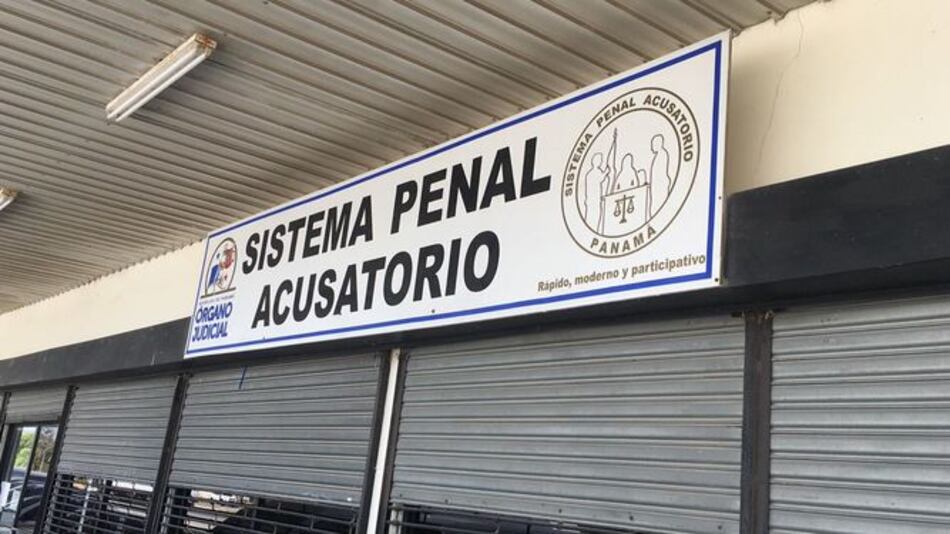 SISTEMA PENAL
ACUSATORIO
ÓRGANO
JUDICIAL
SISTEMA PENAL ACUSATORIO
PANAMÁ
Rápido, moderno y participativo